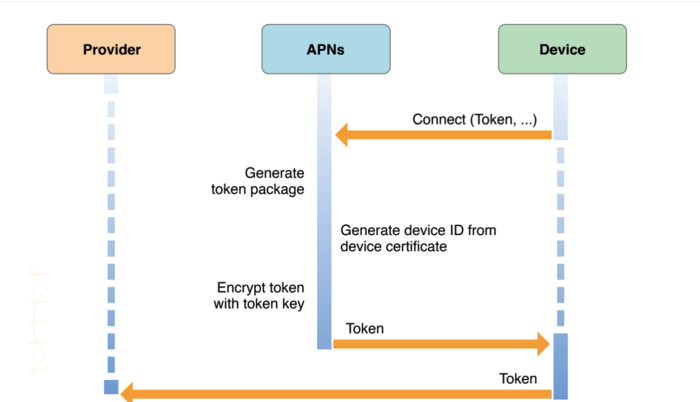 Provider
APNs
Device
Connect (Token, ...)
Generate
token package
Generate device ID from
device certificate
Encrypt token
with token key
Token
Token